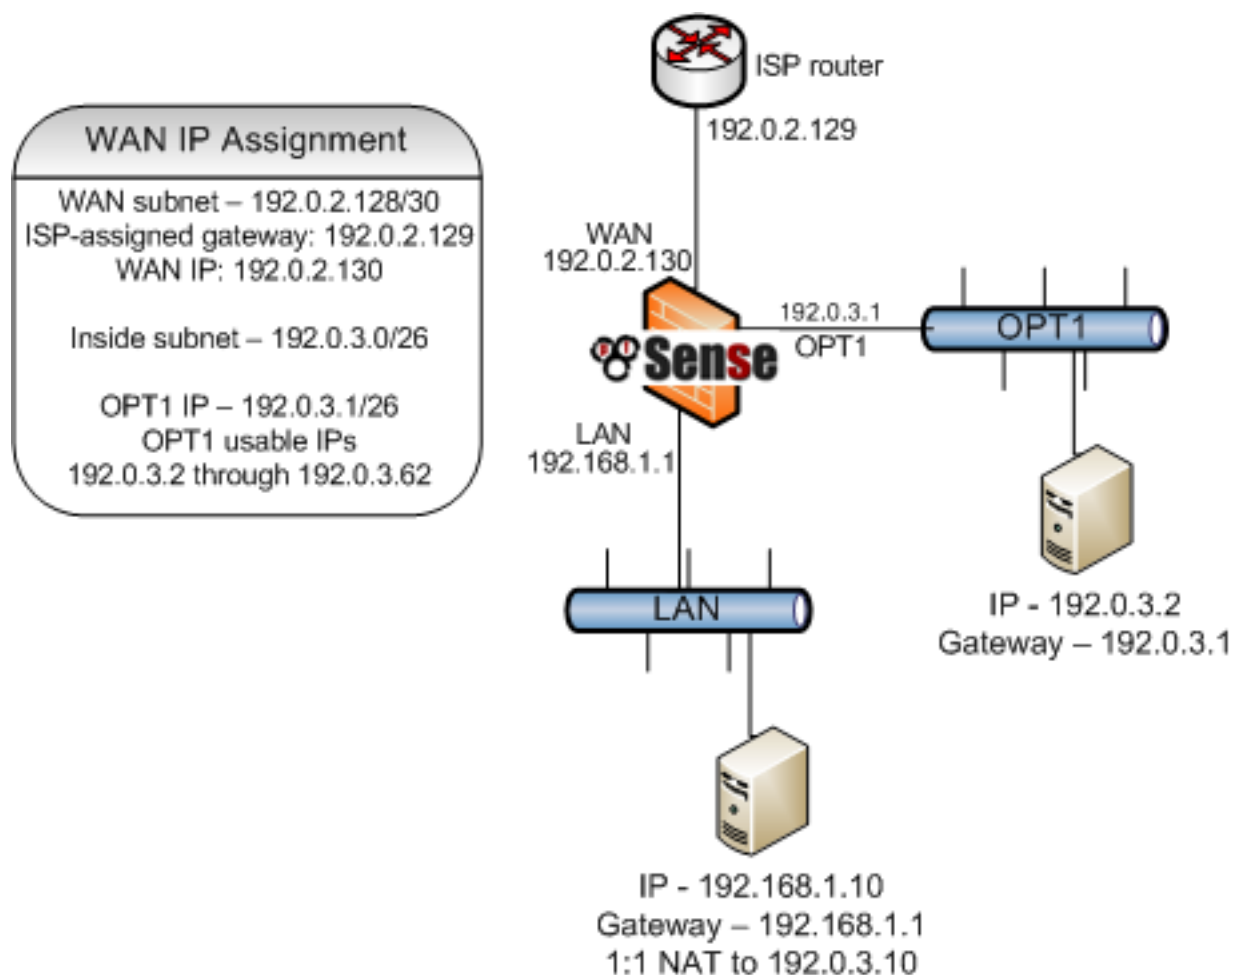 ISP router
192.0.2.129
WAN IP Assignment
WAN subnet – 192.0.2.128/30
ISP-assigned gateway: 192.0.2.129
WAN IP: 192.0.2.130
Inside subnet – 192.0.3.0/26
OPT1 IP – 192.0.3.1/26
OPT1 usable IPs
192.0.3.2 through 192.0.3.62
WAN
192.0.2.130
192.0.3.1
OPT1
OPT1
pf Sense
LAN
192.168.1.1
IP - 192.0.3.2
Gateway – 192.0.3.1
LAN
IP - 192.168.1.10
Gateway – 192.168.1.1
1:1 NAT to 192.0.3.10